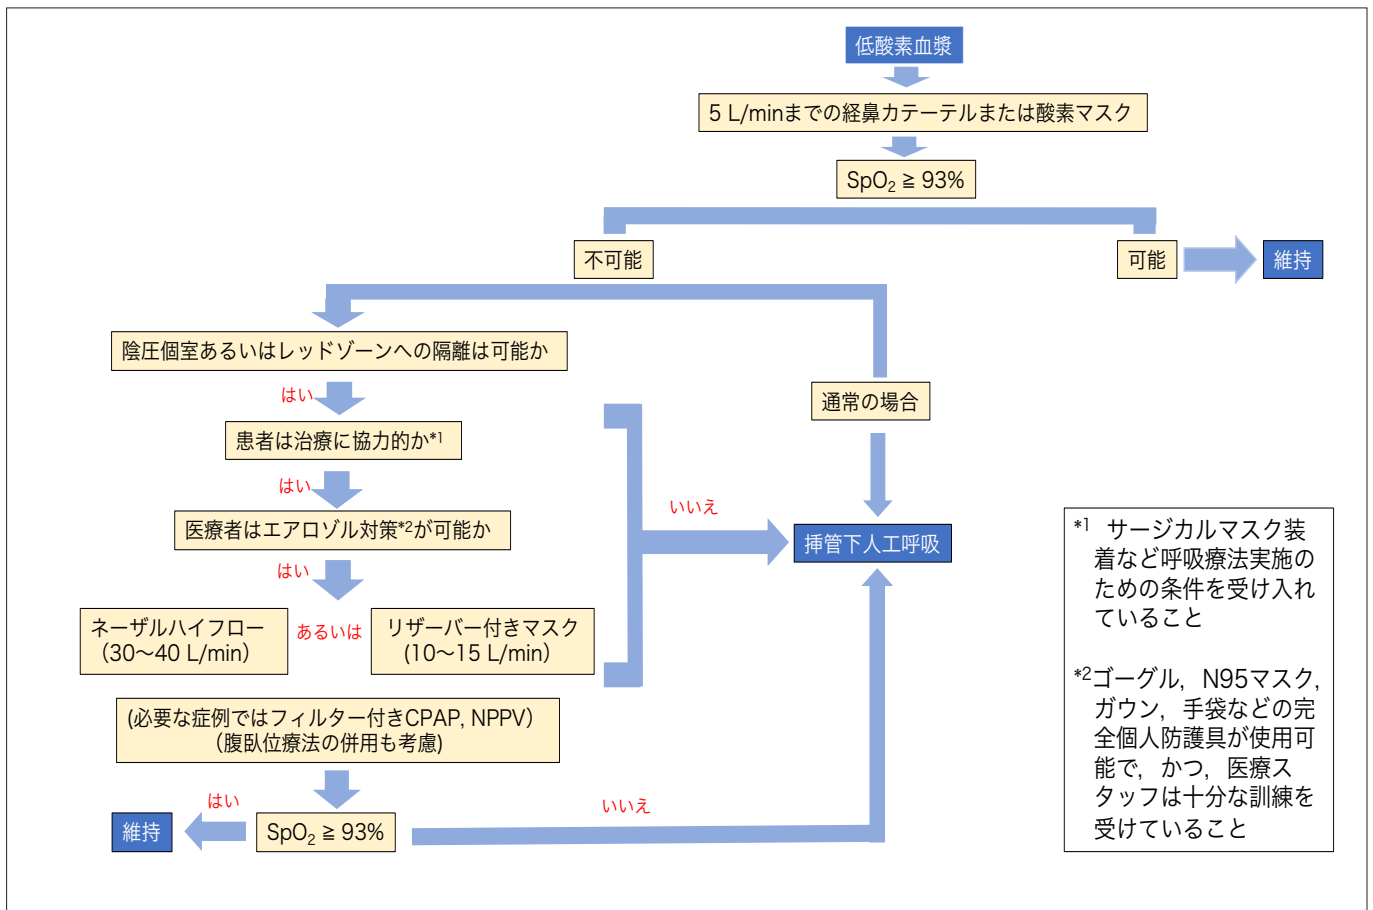 低酸素血漿
5 L/minまでの経鼻カテーテルまたは酸素マスク
SpO₂ ≧ 93%
不可能
可能
維持
陰圧個室あるいはレッドゾーンへの隔離は可能か
はい
通常の場合
患者は治療に協力的か*1
はい
いいえ
医療者はエアロゾル対策*2が可能か
挿管下人工呼吸
はい
ネーザルハイフロー
（30〜40 L/min）
あるいは
リザーバー付きマスク
(10〜15 L/min）
(必要な症例ではフィルター付きCPAP, NPPV）
（腹臥位療法の併用も考慮)
はい
いいえ
維持
SpO₂ ≧ 93%
*1 サージカルマスク装
着など呼吸療法実施の
ための条件を受け入れ
ていること
*2ゴーグル，N95マスク,
ガウン，手袋などの完
全個人防護具が使用可
能で，かつ，医療ス
タッフは十分な訓練を
受けていること